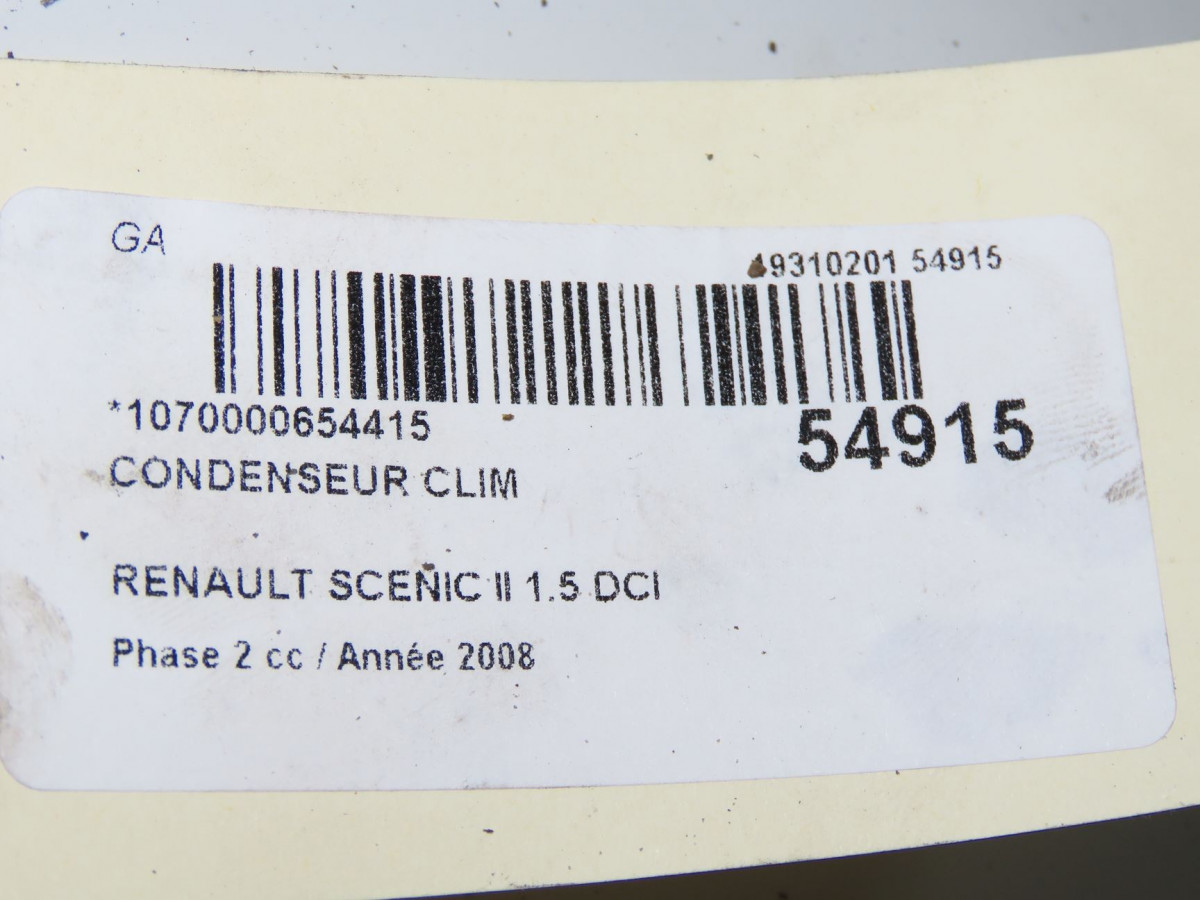 GA
49310201 54915
*1070000654415
54915
CONDENSEUR CLIM
RENAULT SCENIC II 1.5 DCI
Phase 2 cc / Année 2008